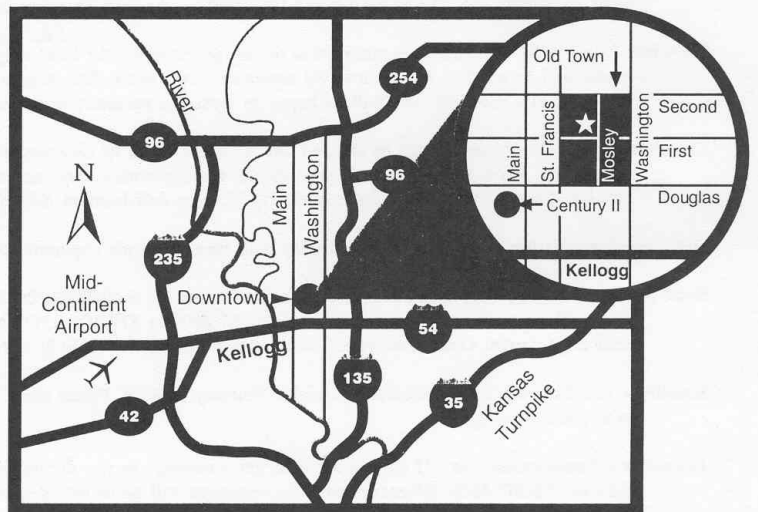 River
254
96
Main
Washington
96
N
235
Mid-
Continent
Airport
Downtown
Kellogg
54
135
42
35
Kansas
Turnpike
Old Town
Main
St. Francis
Mosley
Washington
Second
First
Douglas
Century II
Kellogg